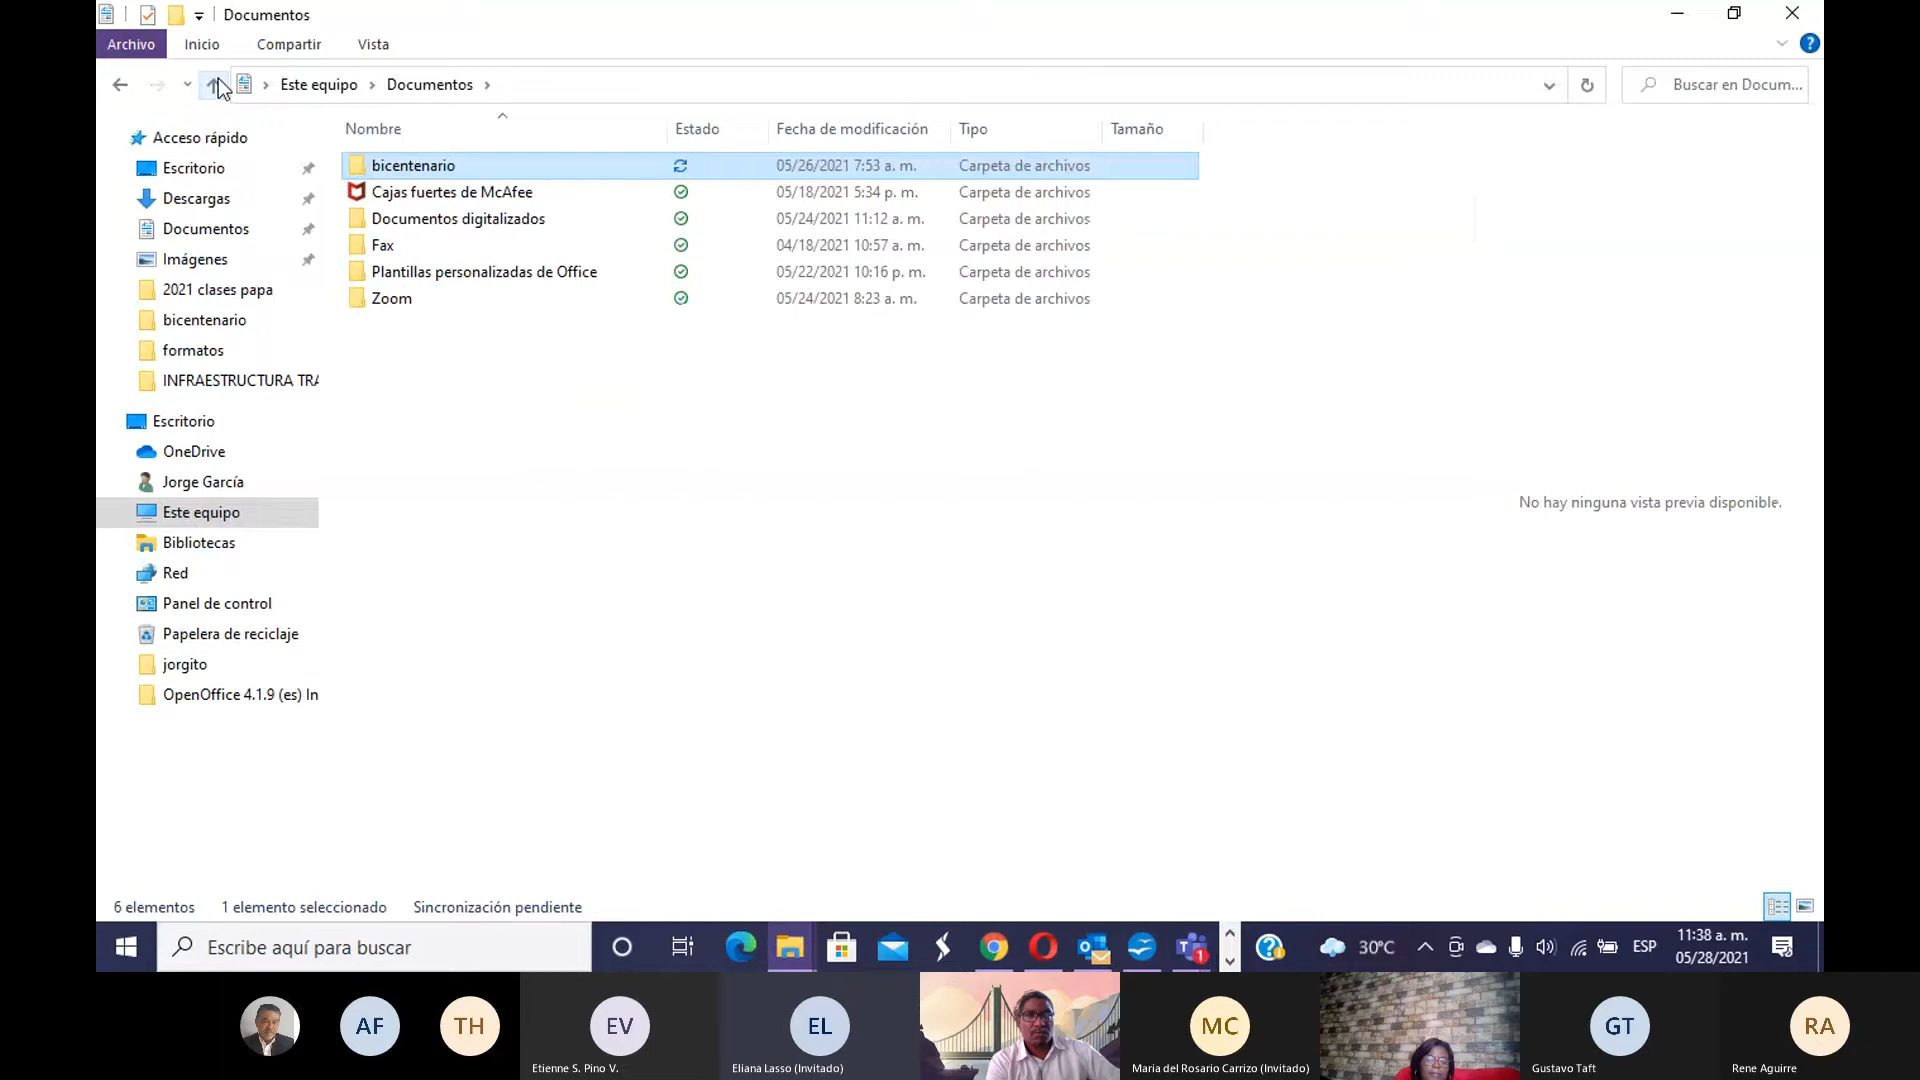 Documentos
Archivo Inicio Compartir Vista
Este equipo Documentos Buscar en Docum...
Nombre Estado Fecha de modificación Tipo Tamaño
Acceso rápido
Escritorio
Descargas
Documentos
Imágenes
2021 clases papa
bicentenario
formatos
INFRAESTRUCTURA TRA
Escritorio
OneDrive
Jorge García
Este equipo
Bibliotecas
Red
Panel de control
Papelera de reciclaje
jorgito
OpenOffice 4.1.9 (es) In
bicentenario 05/26/2021 7:53 a. m. Carpeta de archivos
Cajas fuertes de McAfee 05/18/2021 5:34 p. m. Carpeta de archivos
Documentos digitalizados 05/24/2021 11:12 a. m. Carpeta de archivos
Fax 04/18/2021 10:57 a. m. Carpeta de archivos
Plantillas personalizadas de Office 05/22/2021 10:16 p. m. Carpeta de archivos
Zoom 05/24/2021 8:23 a. m. Carpeta de archivos
No hay ninguna vista previa disponible.
6 elementos 1 elemento seleccionado Sincronización pendiente
Escribe aquí para buscar 1 30°C ESP 11:38 a. m.
05/28/2021
AF TH EV EL MC GT RA
Etienne S. Pino V. Eliana Lasso (Invitado) Maria del Rosario Carrizo (Invitado) Gustavo Taft Rene Aguirre